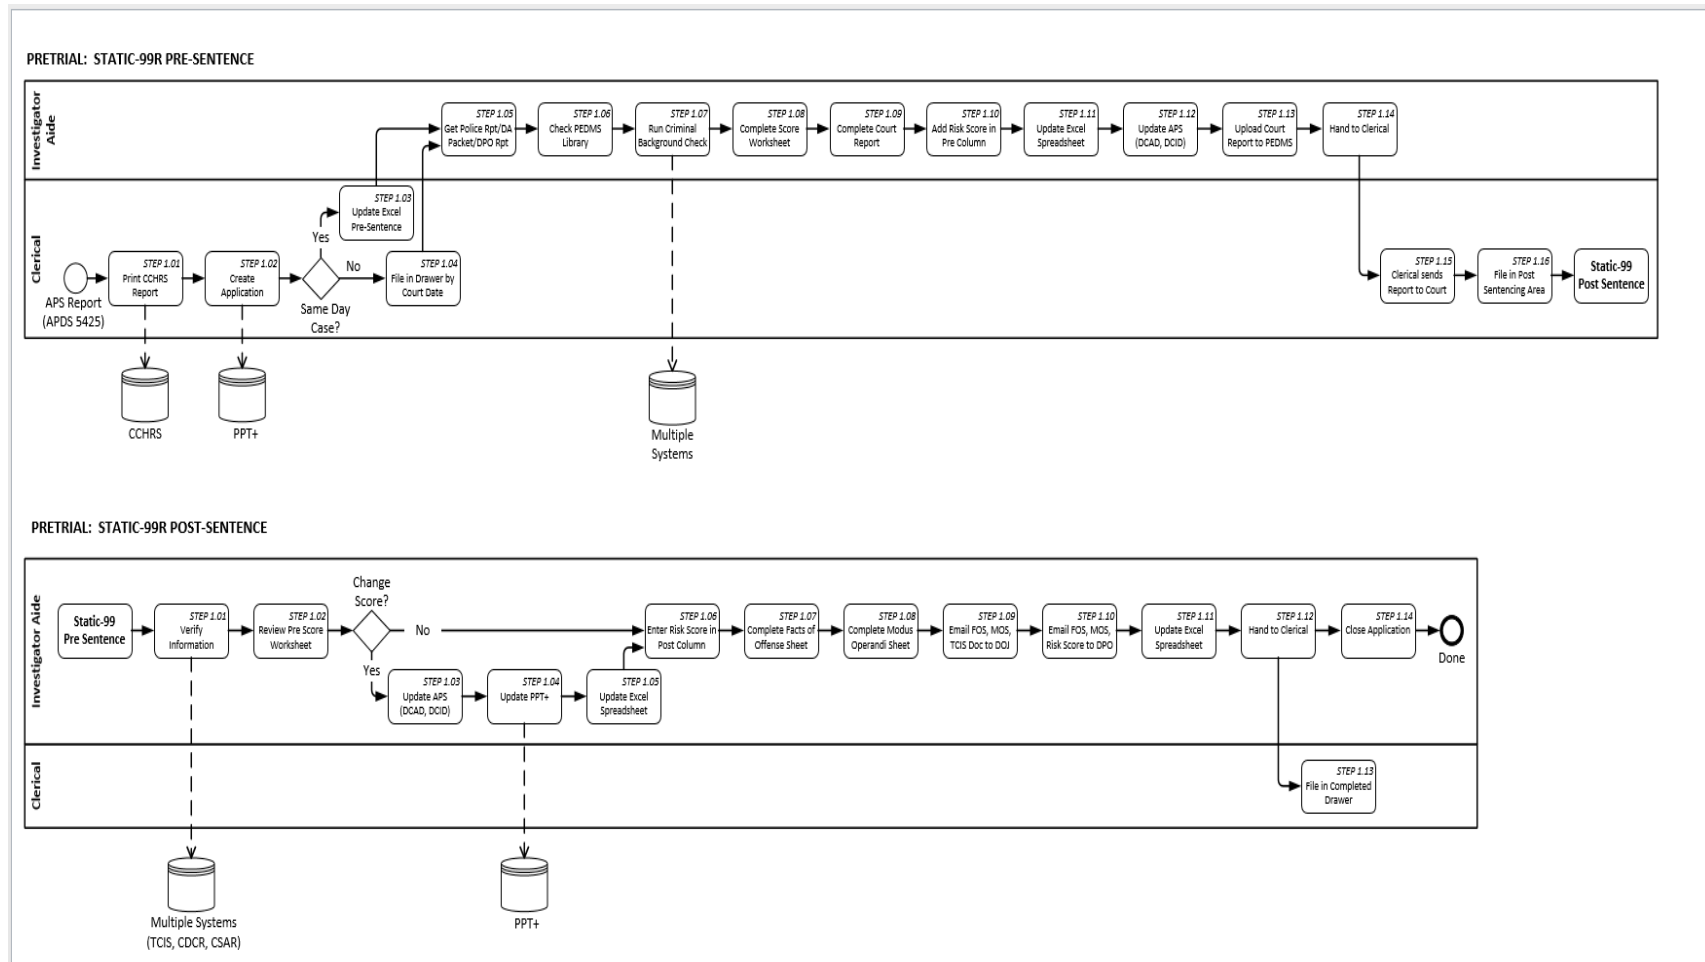 PRETRIAL: STATIC-99R PRE-SENTENCE
Investigator
Aide
STEP 1.05
Get Police Rpt/DA
Packet/DPO Rpt
STEP 1.06
Check PEDMS
Library
STEP 1.07
Run Criminal
Background Check
STEP 1.08
Complete Score
Worksheet
STEP 1.09
Complete Court
Report
STEP 1.10
Add Risk Score in
Pre Column
STEP 1.11
Update Excel
Spreadsheet
STEP 1.12
Update APS
(DCAD, DCID)
STEP 1.13
Upload Court
Report to PEDMS
STEP 1.14
Hand to Clerical
Clerical
APS Report
(APDS 5425)
STEP 1.01
Print CCHRS
Report
STEP 1.02
Create
Application
Same Day
Case?
Yes
No
STEP 1.03
Update Excel
Pre-Sentence
STEP 1.04
File in Drawer by
Court Date
STEP 1.15
Clerical sends
Report to Court
STEP 1.16
File in Post
Sentencing Area
Static-99
Post Sentence
CCHRS
PPT+
Multiple
Systems
PRETRIAL: STATIC-99R POST-SENTENCE
Investigator Aide
Static-99
Pre Sentence
STEP 1.01
Verify
Information
STEP 1.02
Review Pre Score
Worksheet
Change
Score?
No
Yes
STEP 1.03
Update APS
(DCAD, DCID)
STEP 1.04
Update PPT+
STEP 1.05
Update Excel
Spreadsheet
STEP 1.06
Enter Risk Score in
Post Column
STEP 1.07
Complete Facts of
Offense Sheet
STEP 1.08
Complete Modus
Operandi Sheet
STEP 1.09
Email FOS, MOS,
TCIS Doc to DOJ
STEP 1.10
Email FOS, MOS,
Risk Score to DPO
STEP 1.11
Update Excel
Spreadsheet
STEP 1.12
Hand to Clerical
STEP 1.14
Close Application
Done
Clerical
STEP 1.13
File in Completed
Drawer
Multiple Systems
(TCIS, CDCR, CSAR)
PPT+